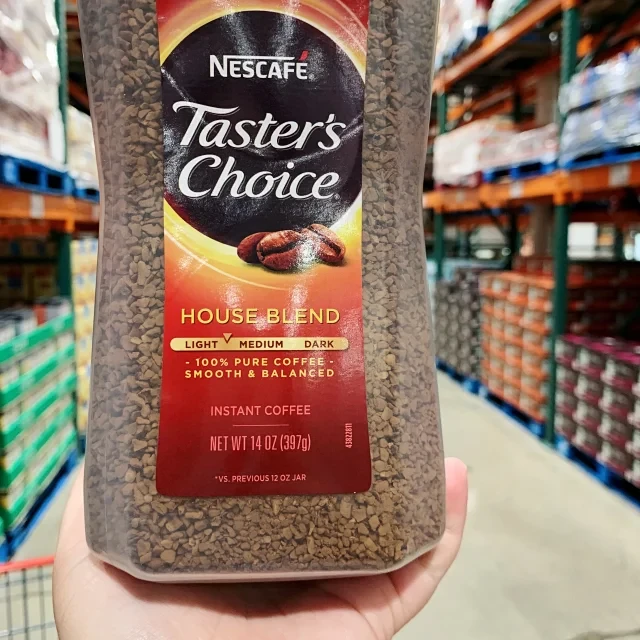 NESCAFÉ®
Taster's
Choice®
HOUSE BLEND
LIGHT MEDIUM DARK
- 100% PURE COFFEE -
SMOOTH & BALANCED
INSTANT COFFEE
NET WT 14 OZ (397g)
43822811
*VS. PREVIOUS 12 OZ JAR